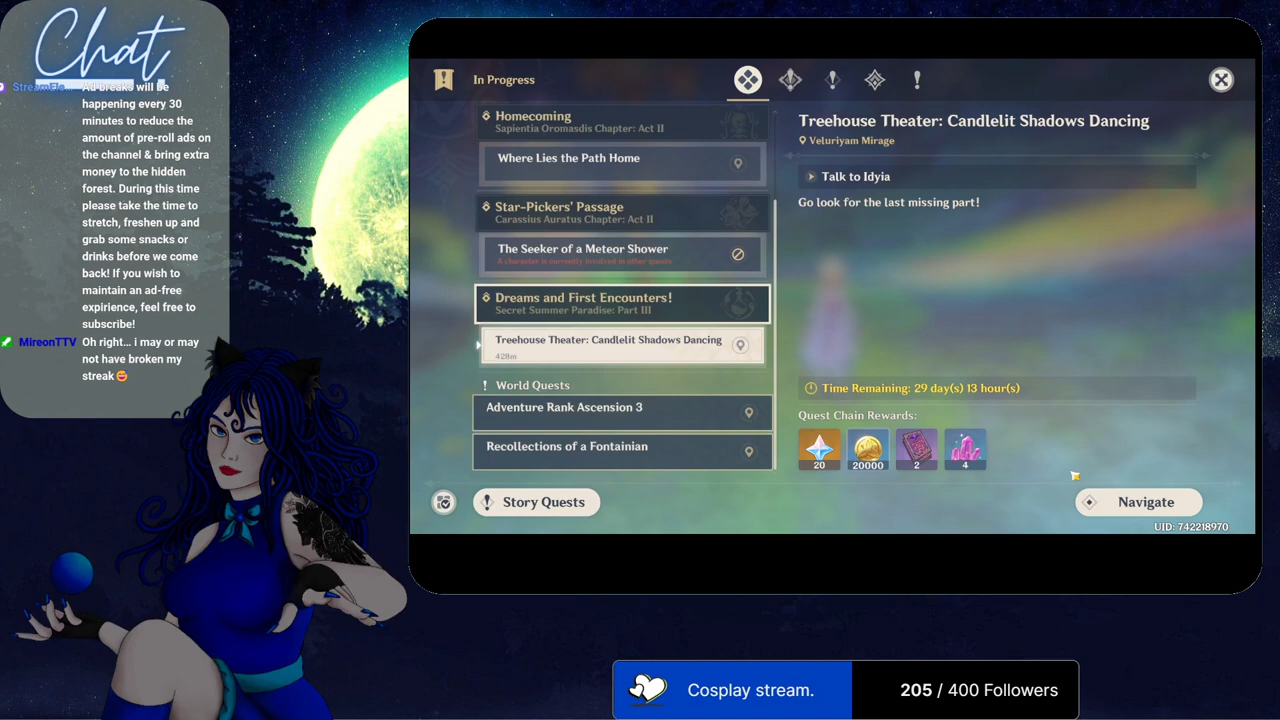 Chat
StreamEle... Ad breaks will be
happening every 30
minutes to reduce the
amount of pre-roll ads on
the channel & bring extra
money to the hidden
forest. During this time
please take the time to
stretch, freshen up and
grab some snacks or
drinks before we come
back! If you wish to
maintain an ad-free
expirience, feel free to
subscribe!
MireonTTV Oh right... i may or may
not have broken my
streak
In Progress
Homecoming
Sapientia Oromasdis Chapter: Act II
Where Lies the Path Home
Star-Pickers' Passage
Carassius Auratus Chapter: Act II
The Seeker of a Meteor Shower
A character is currently involved in other quests
Dreams and First Encounters!
Secret Summer Paradise: Part III
Treehouse Theater: Candlelit Shadows Dancing
428m
World Quests
Adventure Rank Ascension 3
Recollections of a Fontainian
Story Quests
Treehouse Theater: Candlelit Shadows Dancing
Veluriyam Mirage
Talk to Idyia
Go look for the last missing part!
Time Remaining: 29 day(s) 13 hour(s)
Quest Chain Rewards:
20 20000 2 4
Navigate
UID: 742218970
Cosplay stream. 205 / 400 Followers